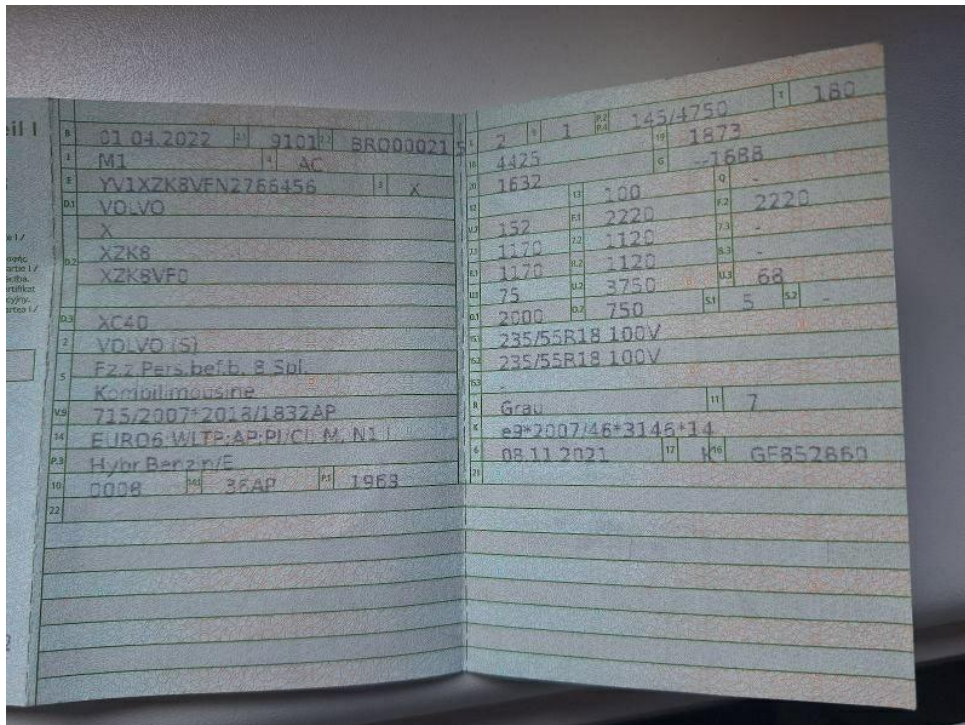 eil I
B 01.04.2022 2.1 9101 2.2 BRO00021 5
J M1 4 AC
E YV1XZK8VFN2766456 3 X
D.1 VOLVO
X
D.2 XZK8
XZK8VF0
D.3 XC40
2 VOLVO (S)
5 Fz.z.Pers.bef.b. 8 Spl.
Kombilimousine
V.9 715/2007*2018/1832AP
14 EURO6 WLTP;AP;PI/CI, M, N1 I
P.3 Hybr.Benzin/E
10 0008 14.1 36AP P.1 1969
22
L 2 9 1 P.2 P.4 145/4750 T 180
18 4425 19 1873
20 1632 G --1688
13 100 Q -
V.7 152 F.1 2220 F.2 2220
7.1 1170 7.2 1120 7.3 -
8.1 1170 8.2 1120 8.3 -
U.1 75 U.2 3750 U.3 68
O.1 2000 O.2 750 S.1 5 S.2 -
15.1 235/55R18 100V
15.2 235/55R18 100V
15.3 -
R Grau 11 7
K e9*2007/46*3146*14
6 08.11.2021 17 K 16 GF852860
21